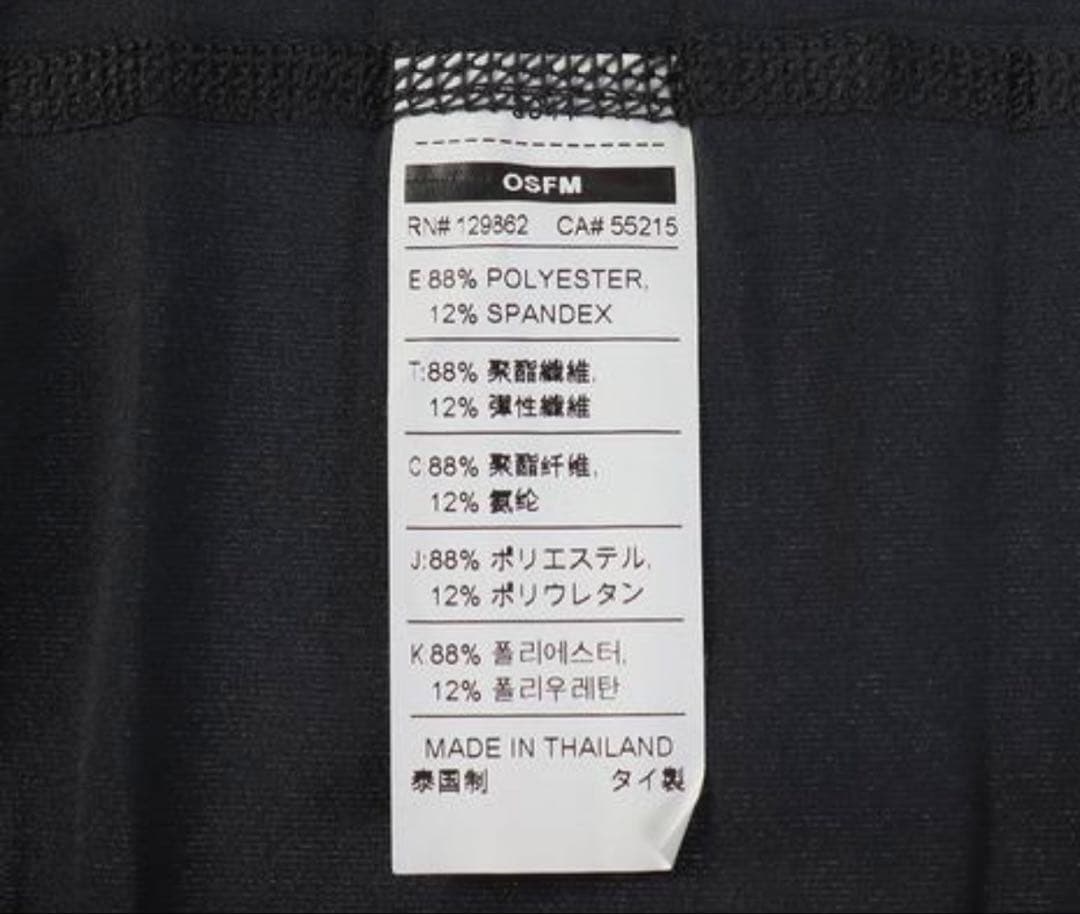 OSFM
RN# 129862 CA# 55215
E 88% POLYESTER,
12% SPANDEX
T:88% 聚酯纖維,
12% 彈性纖維
C 88% 聚酯纤维,
12% 氨纶
J:88% ポリエステル,
12% ポリウレタン
K 88% 폴리에스터,
12% 폴리우레탄
MADE IN THAILAND
泰国制 タイ製